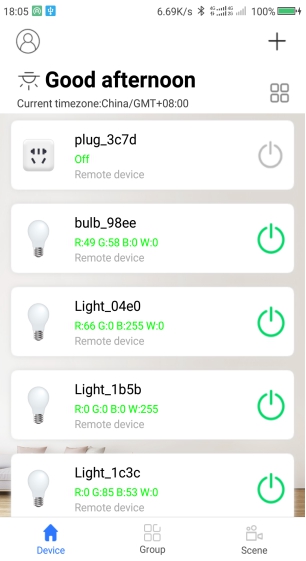 18:05
6.69K/s
100%
Good afternoon
Current timezone:China/GMT+08:00
plug_3c7d
Off
Remote device
bulb_98ee
R:49 G:58 B:0 W:0
Remote device
Light_04e0
R:66 G:0 B:255 W:0
Remote device
Light_1b5b
R:0 G:0 B:0 W:255
Remote device
Light_1c3c
R:0 G:85 B:53 W:0
Remote device
Device
Group
Scene